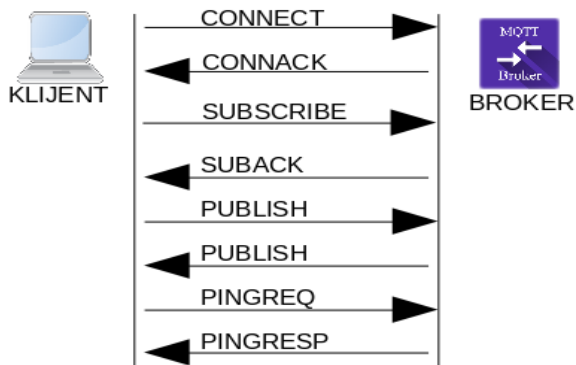 CONNECT
CONNACK
KLIJENT
MQTT
Broker
BROKER
SUBSCRIBE
SUBACK
PUBLISH
PUBLISH
PINGREQ
PINGRESP